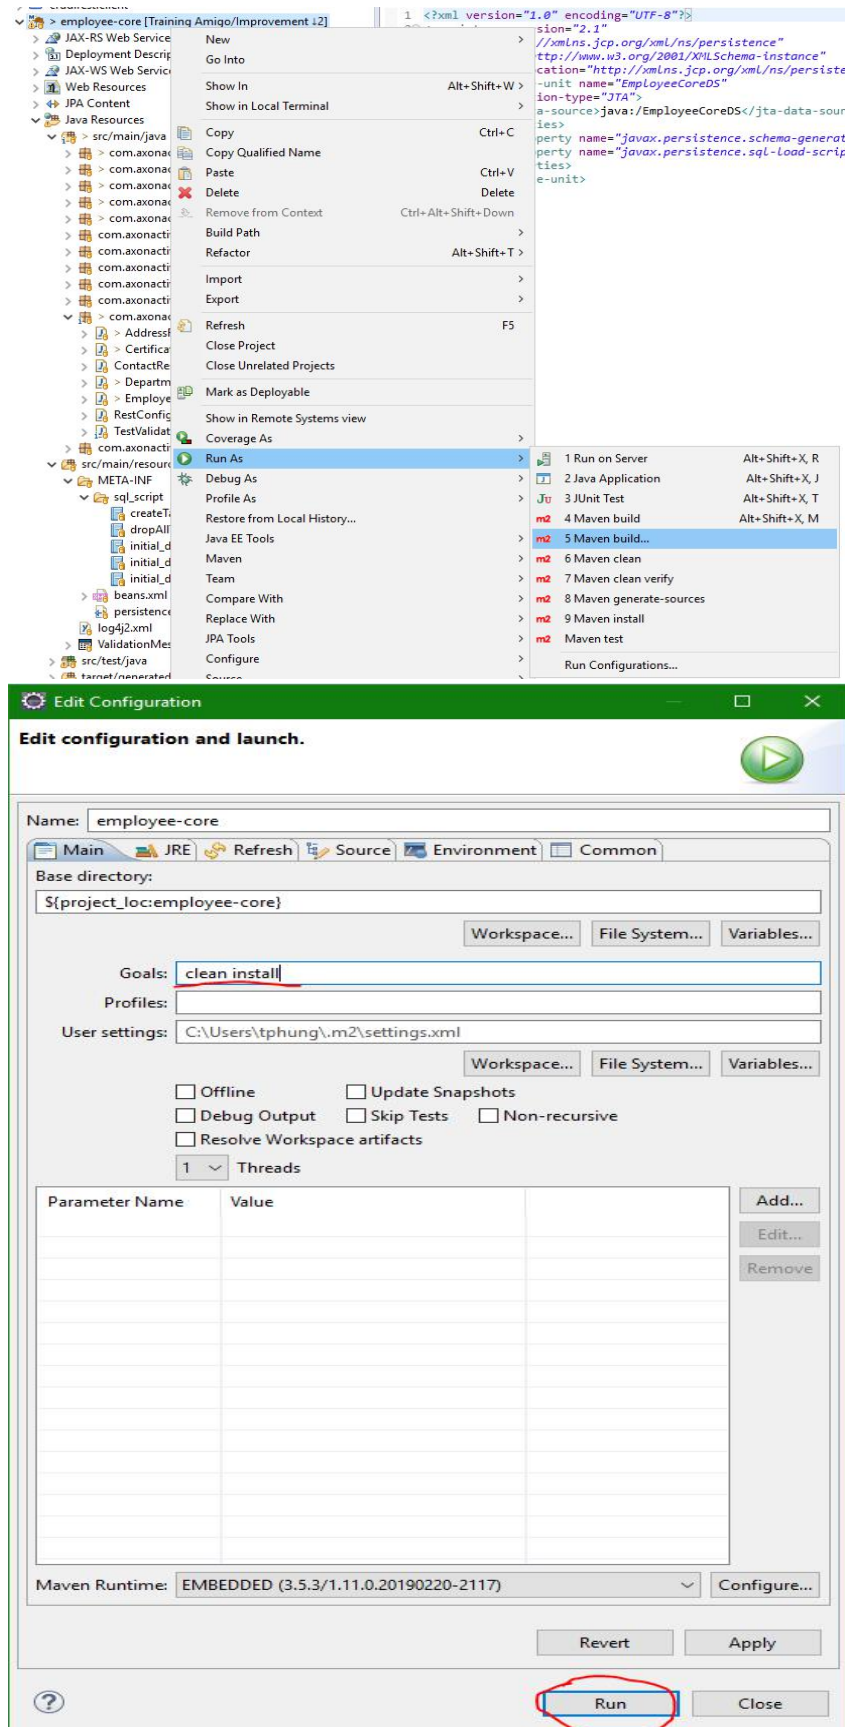 > employee-core [Training Amigo/Improvement ↓2]
JAX-RS Web Service
Deployment Descrip
JAX-WS Web Servic
Web Resources
JPA Content
Java Resources
> src/main/java
> com.axonac
> com.axonac
> com.axonac
> com.axonac
> com.axonac
com.axonacti
com.axonacti
com.axonacti
com.axonacti
com.axonacti
> com.axonac
> Address
> Certifica
ContactRe
> Departm
> Employe
RestConfig
TestValidat
com.axonacti
src/main/resourc
META-INF
sql_script
createT
dropAll
initial_d
initial_d
initial_d
beans.xml
persistence
log4j2.xml
ValidationMes
src/test/java
target/generated
New
Go Into
Show In Alt+Shift+W >
Show in Local Terminal
Copy Ctrl+C
Copy Qualified Name
Paste Ctrl+V
Delete Delete
Remove from Context Ctrl+Alt+Shift+Down
Build Path
Refactor Alt+Shift+T >
Import
Export
Refresh F5
Close Project
Close Unrelated Projects
Mark as Deployable
Show in Remote Systems view
Coverage As
Run As
Debug As
Profile As
Restore from Local History...
Java EE Tools
Maven
Team
Compare With
Replace With
JPA Tools
Configure
Source
1 <?xml version="1.0" encoding="UTF-8"?>
sion="2.1"
//xmlns.jcp.org/xml/ns/persistence"
ttp://www.w3.org/2001/XMLSchema-instance"
cation="http://xmlns.jcp.org/xml/ns/persiste
-unit name="EmployeeCoreDS"
ion-type="JTA">
a-source>java:/EmployeeCoreDS</jta-data-sour
ies>
perty name="javax.persistence.schema-generat
perty name="javax.persistence.sql-load-scrip
ties>
e-unit>
1 Run on Server Alt+Shift+X, R
2 Java Application Alt+Shift+X, J
3 JUnit Test Alt+Shift+X, T
m2 4 Maven build Alt+Shift+X, M
m2 5 Maven build...
m2 6 Maven clean
m2 7 Maven clean verify
m2 8 Maven generate-sources
m2 9 Maven install
m2 Maven test
Run Configurations...
Edit Configuration
Edit configuration and launch.
Name: employee-core
Main JRE Refresh Source Environment Common
Base directory:
${project_loc:employee-core}
Workspace... File System... Variables...
Goals: clean install
Profiles:
User settings: C:\Users\tphung\.m2\settings.xml
Workspace... File System... Variables...
Offline Update Snapshots
Debug Output Skip Tests Non-recursive
Resolve Workspace artifacts
1 Threads
Parameter Name Value
Add...
Edit...
Remove
Maven Runtime: EMBEDDED (3.5.3/1.11.0.20190220-2117) Configure...
Revert Apply
Run Close